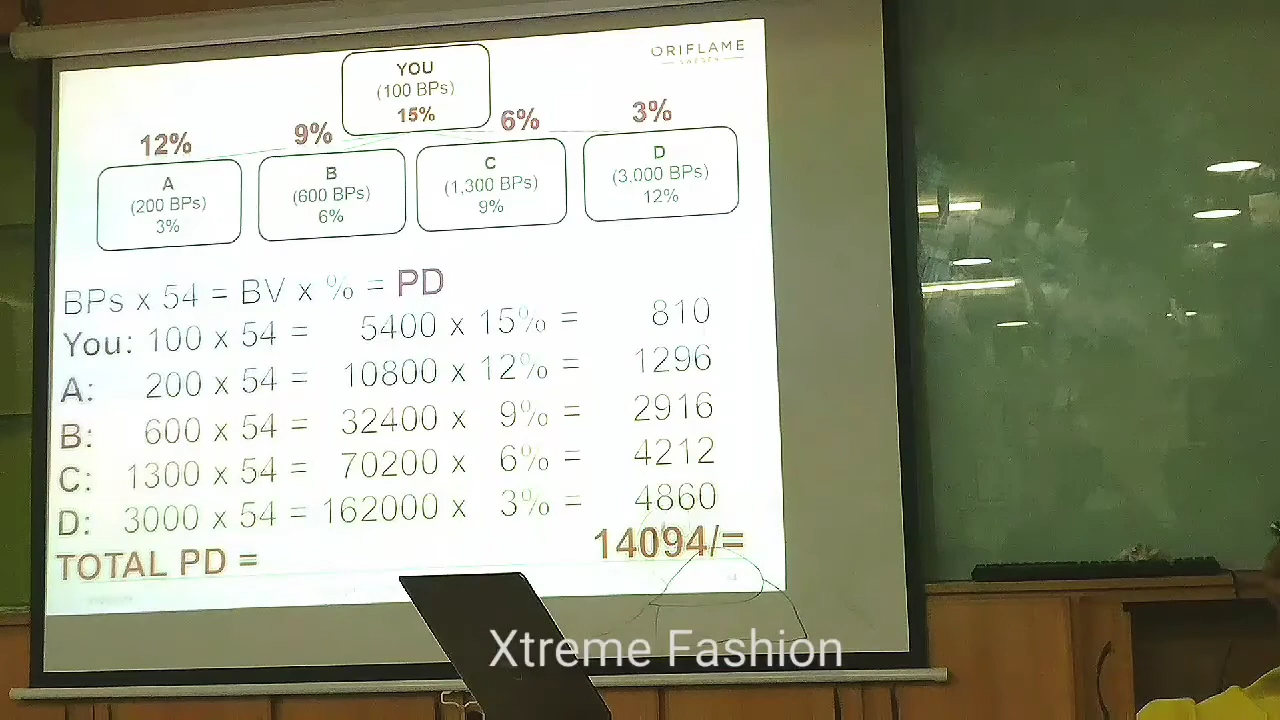 ORIFLAME
SWEDEN
YOU
(100 BPs)
15%
12%
9%
6%
3%
A
(200 BPs)
3%
B
(600 BPs)
6%
C
(1,300 BPs)
9%
D
(3,000 BPs)
12%
BPs x 54 = BV x % = PD
You: 100 x 54 = 5400 x 15% = 810
A: 200 x 54 = 10800 x 12% = 1296
B: 600 x 54 = 32400 x 9% = 2916
C: 1300 x 54 = 70200 x 6% = 4212
D: 3000 x 54 = 162000 x 3% = 4860
TOTAL PD = 14094/=
Xtreme Fashion